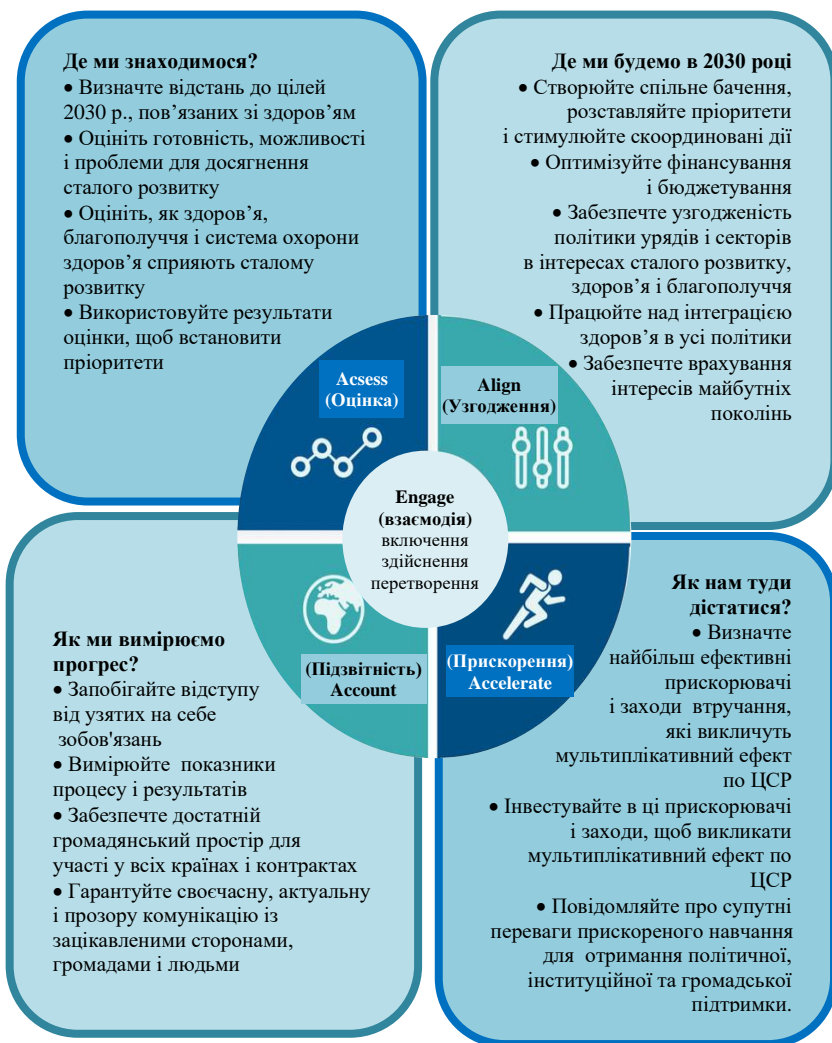 Де ми знаходимося?
• Визначте відстань до цілей
2030 р., пов’язаних зі здоров’ям
• Оцініть готовність, можливості
і проблеми для досягнення
сталого розвитку
• Оцініть, як здоров’я,
благополуччя і система охорони
здоров’я сприяють сталому
розвитку
• Використовуйте результати
оцінки, щоб встановити
пріоритети
Де ми будемо в 2030 році
• Створюйте спільне бачення,
розставляйте пріоритети
і стимулюйте скоординовані дії
• Оптимізуйте фінансування
і бюджетування
• Забезпечте узгодженість
політики урядів і секторів
в інтересах сталого розвитку,
здоров’я і благополуччя
• Працюйте над інтеграцією
здоров’я в усі політики
• Забезпечте врахування
інтересів майбутніх
поколінь
Acsess
(Оцінка)
Align
(Узгодження)
Engage
(взаємодія)
включення
здійснення
перетворення
(Підзвітність)
Account
(Прискорення)
Accelerate
Як ми вимірюємо
прогрес?
• Запобігайте відступу
від узятих на себе
зобов'язань
• Вимірюйте показники
процесу і результатів
• Забезпечте достатній
громадянський простір для
участі у всіх країнах і контрактах
• Гарантуйте своєчасну, актуальну
і прозору комунікацію із
зацікавленими сторонами,
громадами і людьми
Як нам туди
дістатися?
• Визначте
найбільш ефективні
прискорювачі
і заходи втручання,
які викличуть
мультиплікативний ефект
по ЦСР
• Інвестувайте в ці прискорювачі
і заходи, щоб викликати
мультиплікативний ефект по
ЦСР
• Повідомляйте про супутні
переваги прискореного навчання
для отримання політичної,
інституційної та громадської
підтримки.